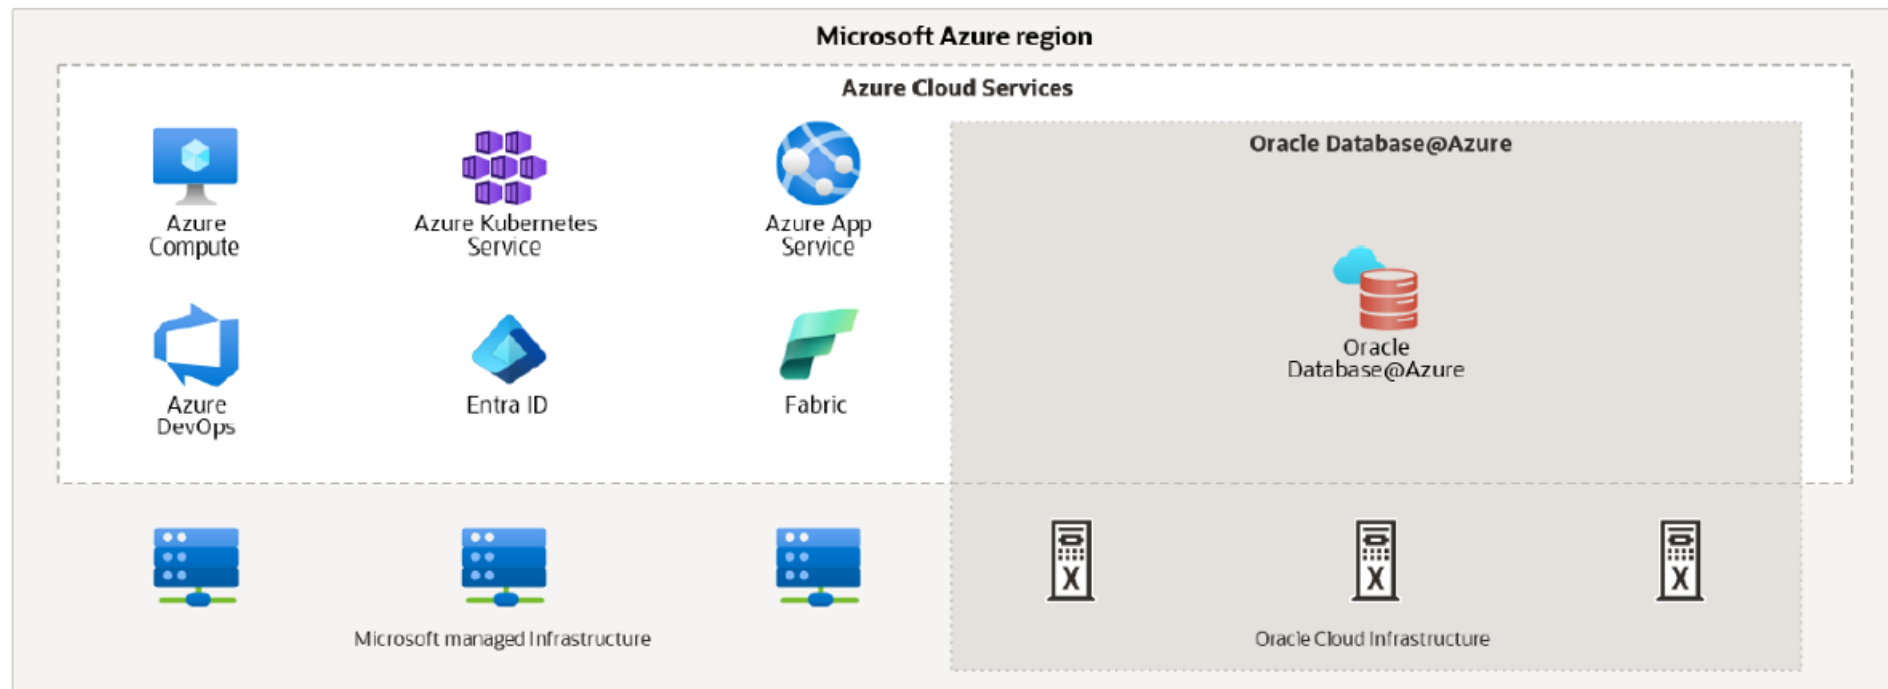 Microsoft Azure region
Azure Cloud Services
Oracle Database@Azure
Azure
Compute
Azure Kubernetes
Service
Azure App
Service
Oracle
Database@Azure
Azure
DevOps
Entra ID
Fabric
X
X
X
Microsoft managed Infrastructure
Oracle Cloud Infrastructure